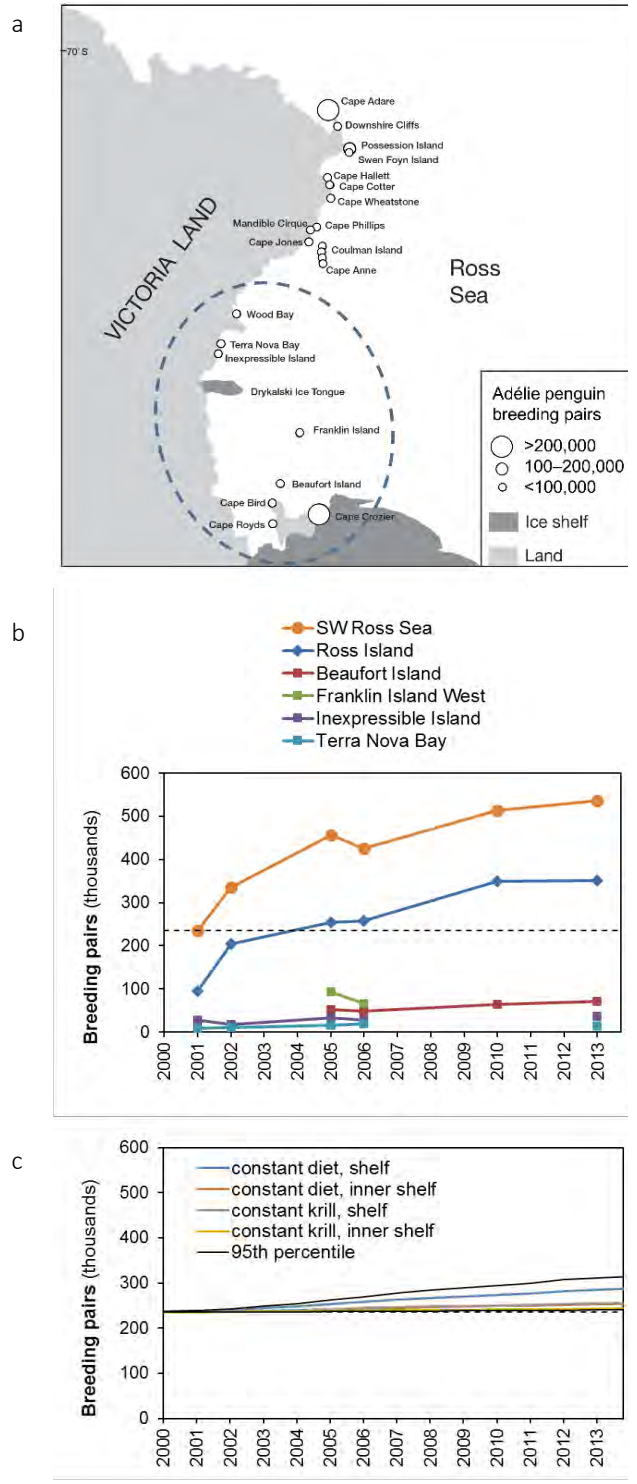 a
70° S
Cape Adare
Downshire Cliffs
Possession Island
Swen Foyn Island
Cape Hallett
Cape Cotter
Cape Wheatstone
Mandible Cirque
Cape Phillips
Cape Jones
Coulman Island
Cape Anne
VICTORIA LAND
Ross
Sea
Wood Bay
Terra Nova Bay
Inexpressible Island
Drykalski Ice Tongue
Franklin Island
Beaufort Island
Cape Bird
Cape Royds
Cape Crozier
Adélie penguin
breeding pairs
>200,000
100–200,000
<100,000
Ice shelf
Land
b
SW Ross Sea
Ross Island
Beaufort Island
Franklin Island West
Inexpressible Island
Terra Nova Bay
Breeding pairs (thousands)
600
500
400
300
200
100
0
2000 2001 2002 2003 2004 2005 2006 2007 2008 2009 2010 2011 2012 2013
c
constant diet, shelf
constant diet, inner shelf
constant krill, shelf
constant krill, inner shelf
95th percentile
Breeding pairs (thousands)
600
500
400
300
200
100
0
2000 2001 2002 2003 2004 2005 2006 2007 2008 2009 2010 2011 2012 2013